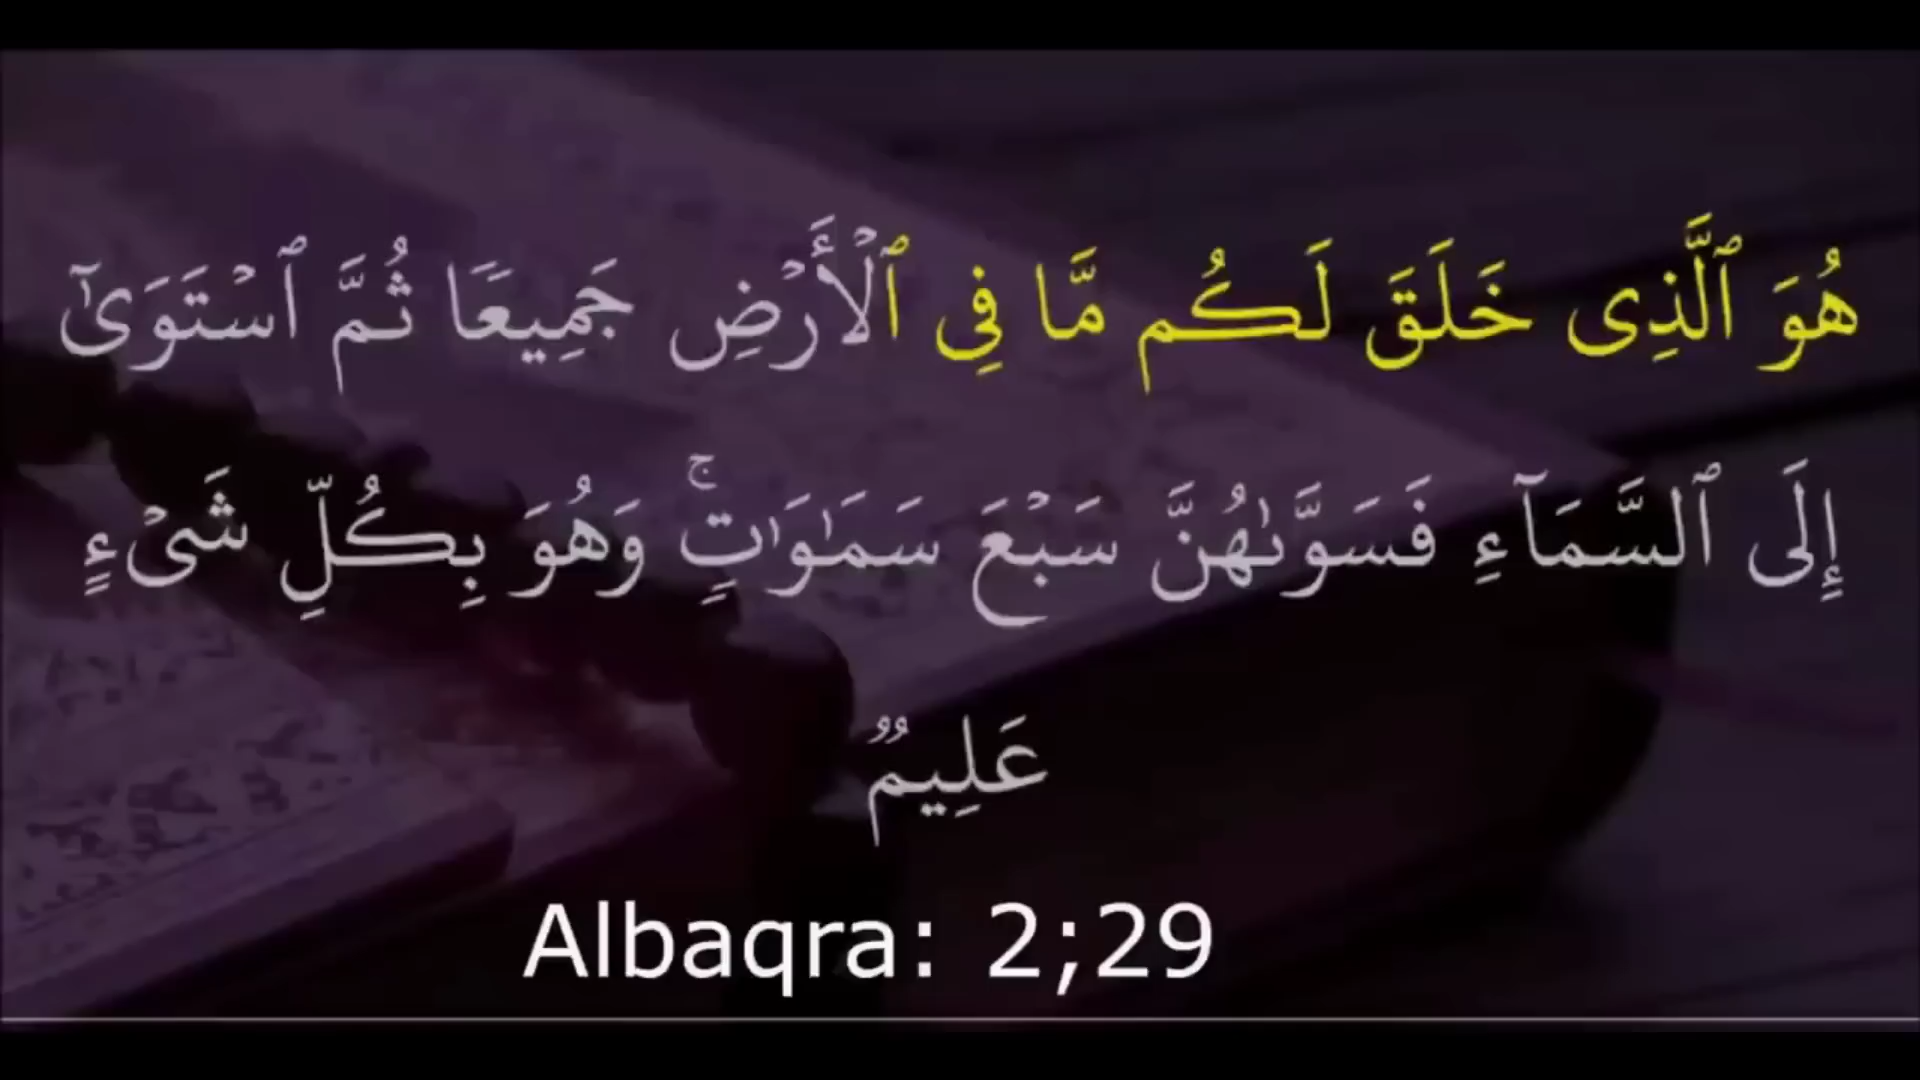 هُوَ ٱلَّذِى خَلَقَ لَكُم مَّا فِى ٱلْأَرْضِ جَمِيعًا ثُمَّ ٱسْتَوَىٰٓ
إِلَى ٱلسَّمَآءِ فَسَوَّىٰهُنَّ سَبْعَ سَمَٰوَٰتٍۢ ۚ وَهُوَ بِكُلِّ شَىْءٍ
عَلِيمٌۭ
Albaqra: 2;29